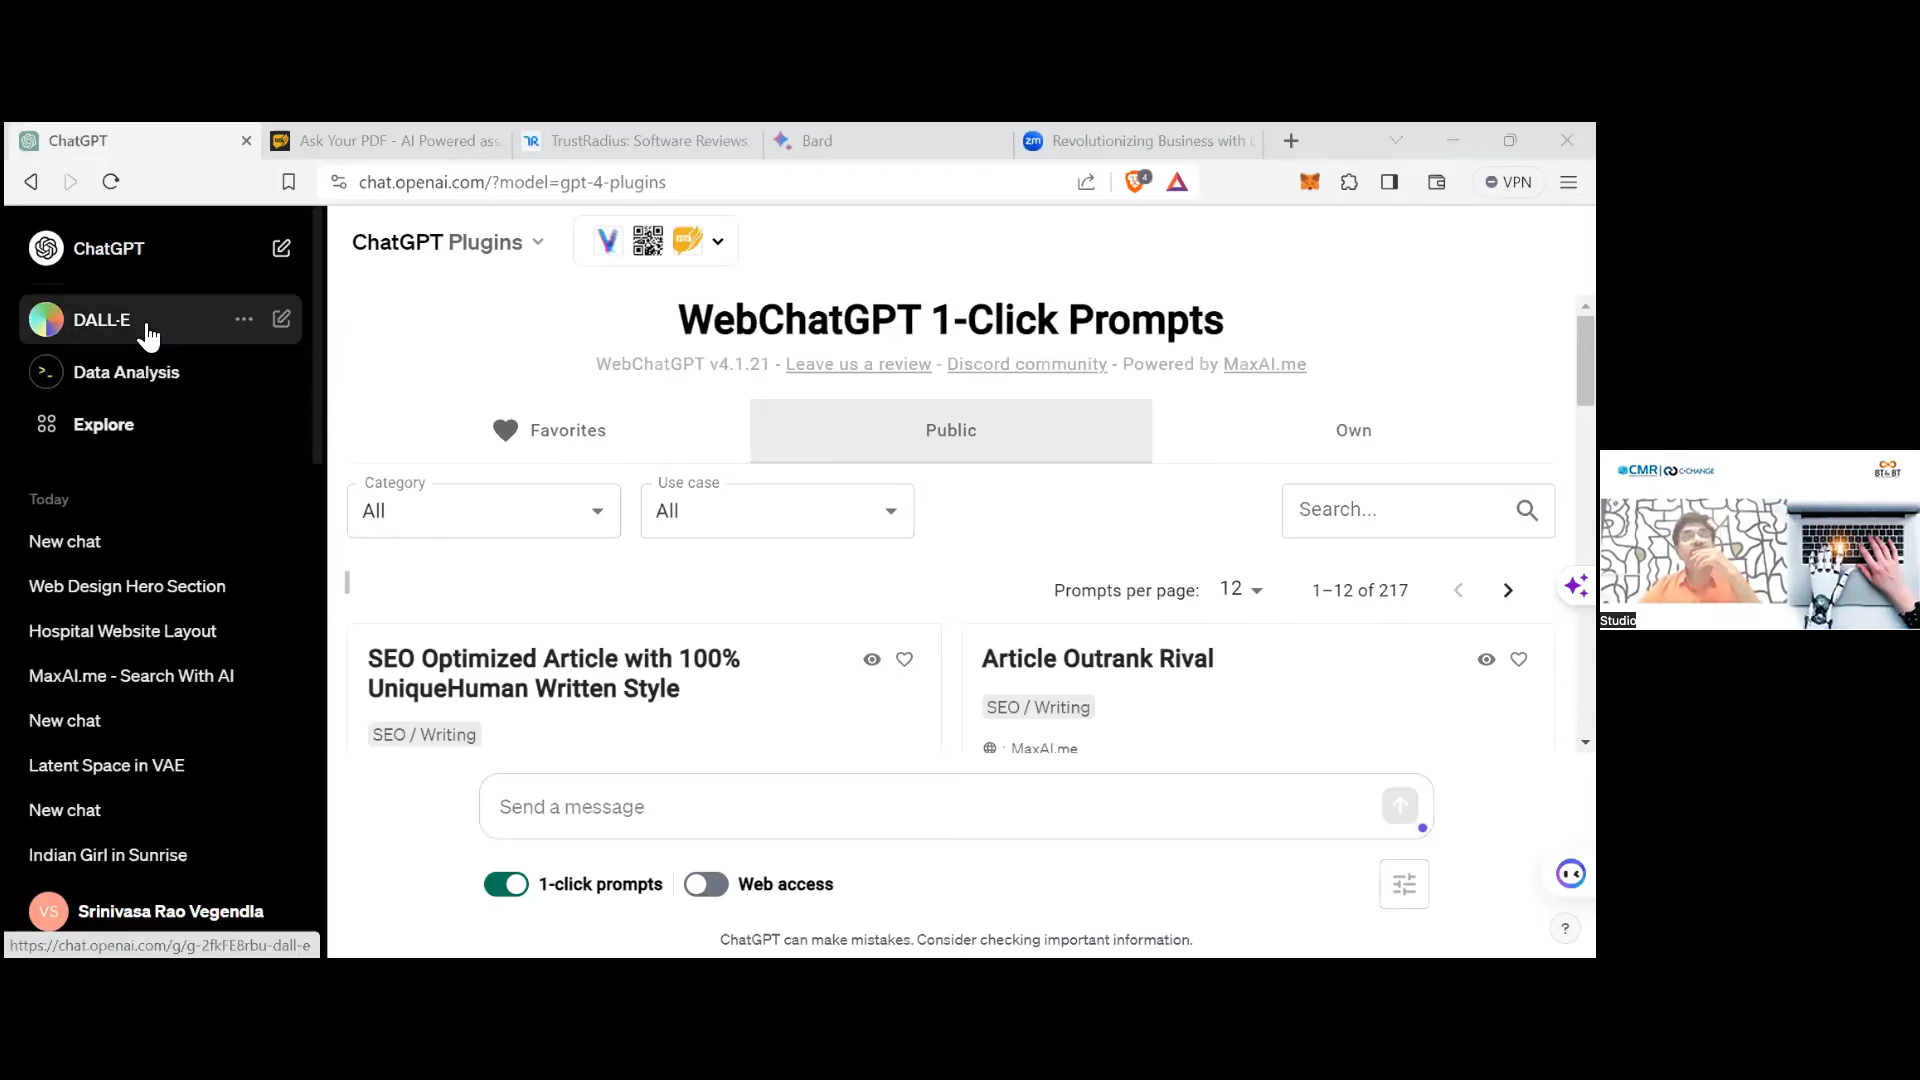 ChatGPT
Ask Your PDF - AI Powered ass
TrustRadius: Software Reviews,
Bard
zm
Revolutionizing Business with
chat.openai.com/?model=gpt-4-plugins
4
VPN
ChatGPT
DALL·E
Data Analysis
Explore
Today
New chat
Web Design Hero Section
Hospital Website Layout
MaxAI.me - Search With AI
New chat
Latent Space in VAE
New chat
Indian Girl in Sunrise
VS
Srinivasa Rao Vegendla
https://chat.openai.com/g/g-2fkFE8rbu-dall-e
ChatGPT Plugins
WebChatGPT 1-Click Prompts
WebChatGPT v4.1.21 - Leave us a review - Discord community - Powered by MaxAI.me
Favorites
Public
Own
Category
All
Use case
All
Search...
Prompts per page: 12
1–12 of 217
SEO Optimized Article with 100%
UniqueHuman Written Style
SEO / Writing
Article Outrank Rival
SEO / Writing
: MaxAI.me
Send a message
1-click prompts
Web access
ChatGPT can make mistakes. Consider checking important information.
?
CMR | C-CHANGE
BT& BT
Studio